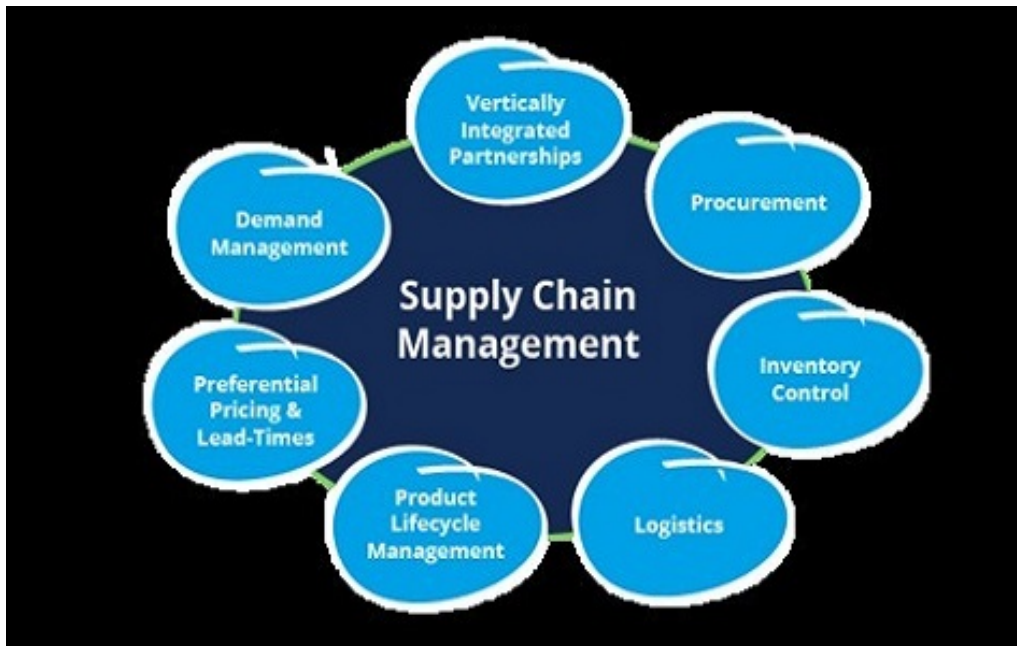 Vertically
Integrated
Partnerships
Procurement
Demand
Management
Supply Chain
Management
Inventory
Control
Preferential
Pricing &
Lead-Times
Product
Lifecycle
Management
Logistics